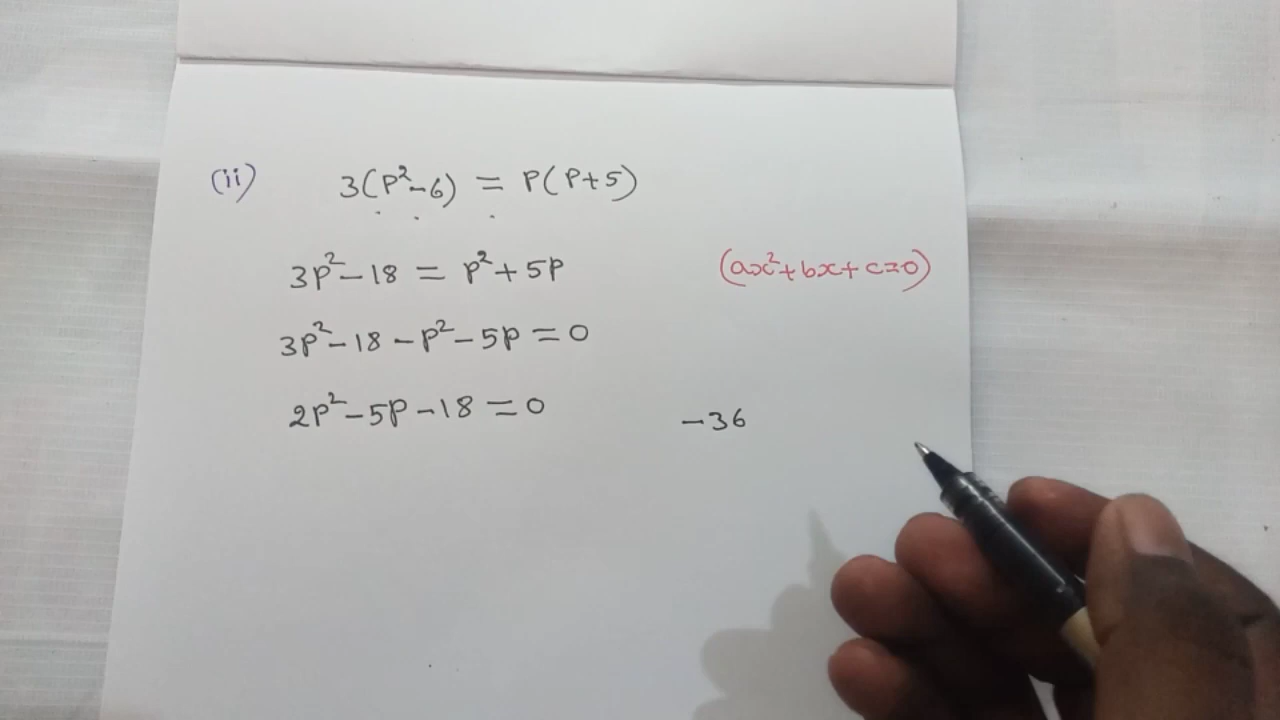 (ii) 3(p²-6) = p(p+5)
3p²-18 = p²+5p
(ax²+bx+c=0)
3p²-18-p²-5p=0
2p²-5p-18=0
-36